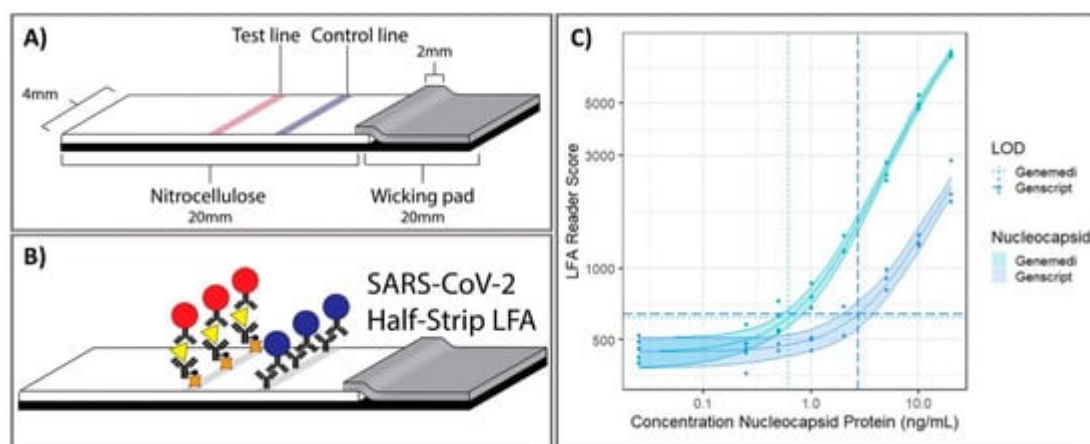 A)
Test line
Control line
2mm
4mm
Nitrocellulose
20mm
Wicking pad
20mm
B)
SARS-CoV-2
Half-Strip LFA
C)
LFA Reader Score
5000
3000
1000
500
0.1
1.0
10.0
Concentration Nucleocapsid Protein (ng/mL)
LOD
Genemedi
Genscript
Nucleocapsid
Genemedi
Genscript